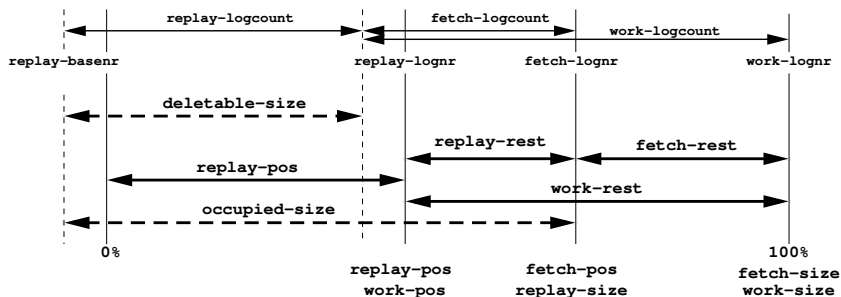 replay-logcount fetch-logcount
work-logcount
replay-basenr replay-lognr fetch-lognr work-lognr
deletable-size
replay-rest fetch-rest
replay-pos
work-rest
occupied-size
0% 100%
replay-pos fetch-pos fetch-size
work-pos replay-size work-size